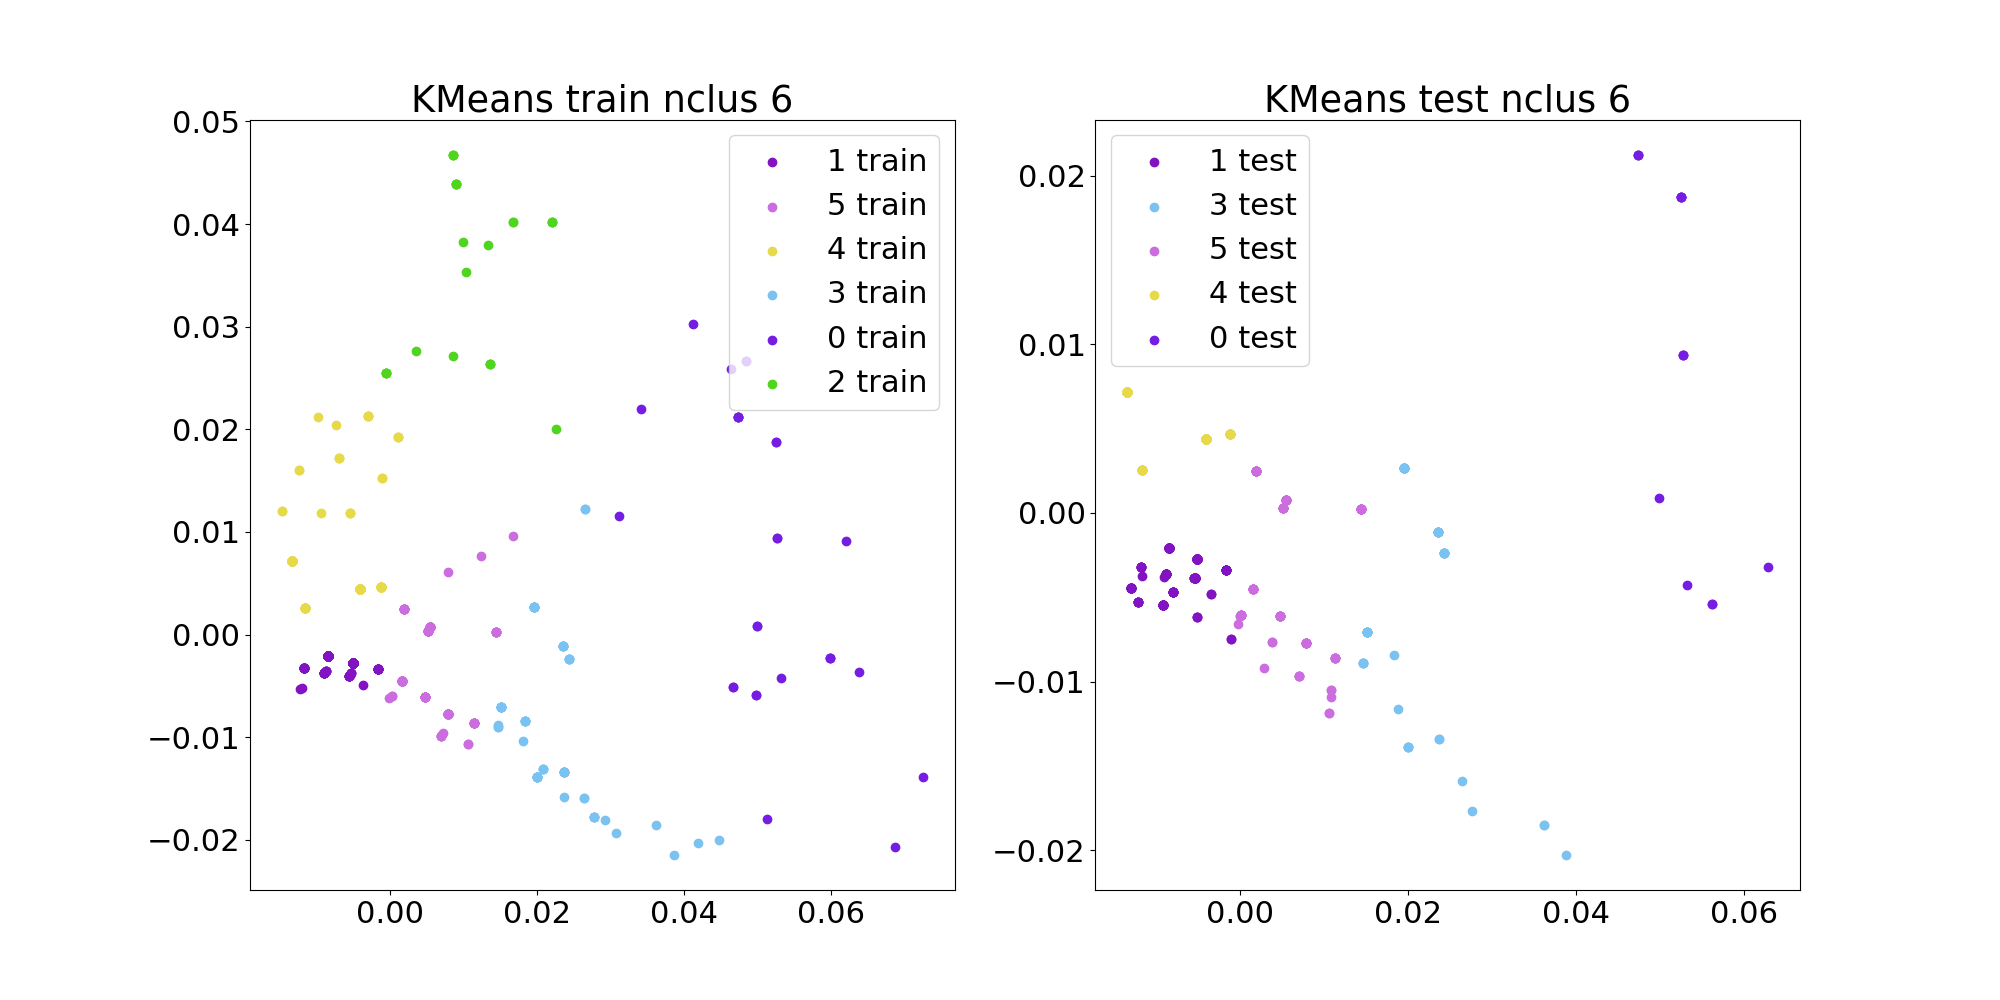 KMeans train nclus 6
0.05
0.04
0.03
0.02
0.01
0.00
−0.01
−0.02
0.00 0.02 0.04 0.06
1 train
5 train
4 train
3 train
0 train
2 train
KMeans test nclus 6
0.02
0.01
0.00
−0.01
−0.02
0.00 0.02 0.04 0.06
1 test
3 test
5 test
4 test
0 test